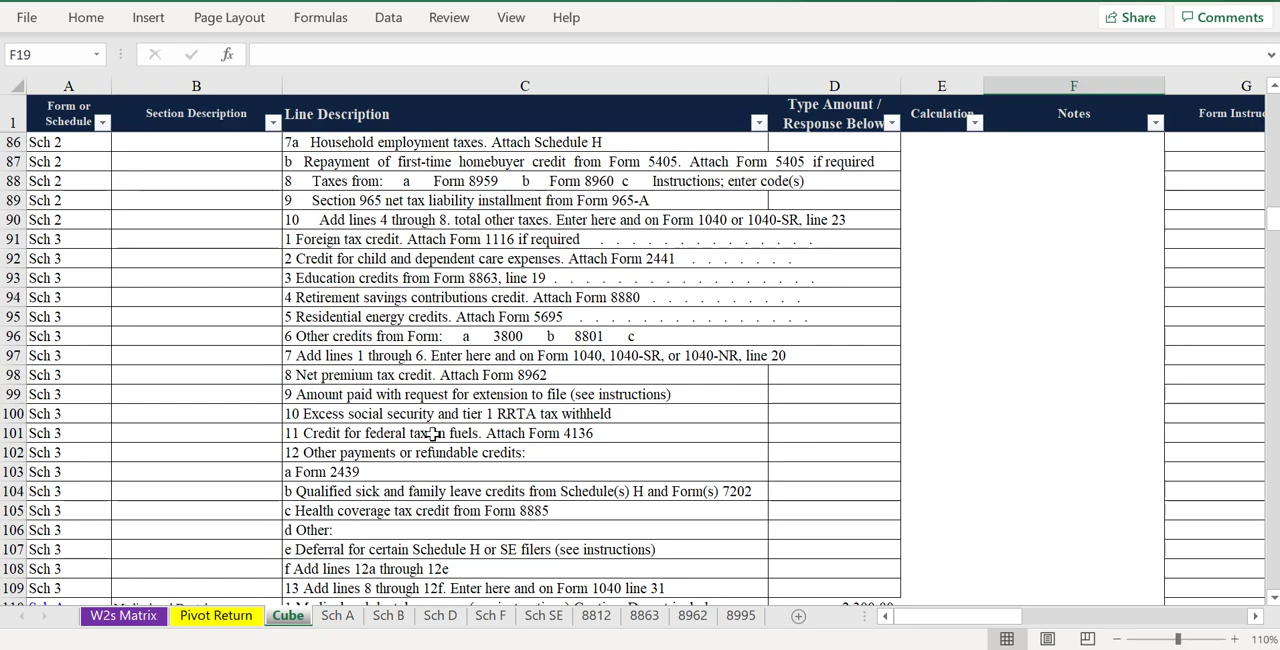 File Home Insert Page Layout Formulas Data Review View Help Share Comments
F19 fx
A B C D E F G
1 Form or Schedule Section Description Line Description Type Amount / Response Below Calculation Notes Form Instruc
86 Sch 2 7a Household employment taxes. Attach Schedule H
87 Sch 2 b Repayment of first-time homebuyer credit from Form 5405. Attach Form 5405 if required
88 Sch 2 8 Taxes from: a Form 8959 b Form 8960 c Instructions; enter code(s)
89 Sch 2 9 Section 965 net tax liability installment from Form 965-A
90 Sch 2 10 Add lines 4 through 8. total other taxes. Enter here and on Form 1040 or 1040-SR, line 23
91 Sch 3 1 Foreign tax credit. Attach Form 1116 if required . . . . . . . . . . . . .
92 Sch 3 2 Credit for child and dependent care expenses. Attach Form 2441 . . . . . . .
93 Sch 3 3 Education credits from Form 8863, line 19 . . . . . . . . . . . . . . .
94 Sch 3 4 Retirement savings contributions credit. Attach Form 8880 . . . . . . . . .
95 Sch 3 5 Residential energy credits. Attach Form 5695 . . . . . . . . . . . . . .
96 Sch 3 6 Other credits from Form: a 3800 b 8801 c
97 Sch 3 7 Add lines 1 through 6. Enter here and on Form 1040, 1040-SR, or 1040-NR, line 20
98 Sch 3 8 Net premium tax credit. Attach Form 8962
99 Sch 3 9 Amount paid with request for extension to file (see instructions)
100 Sch 3 10 Excess social security and tier 1 RRTA tax withheld
101 Sch 3 11 Credit for federal tax on fuels. Attach Form 4136
102 Sch 3 12 Other payments or refundable credits:
103 Sch 3 a Form 2439
104 Sch 3 b Qualified sick and family leave credits from Schedule(s) H and Form(s) 7202
105 Sch 3 c Health coverage tax credit from Form 8885
106 Sch 3 d Other:
107 Sch 3 e Deferral for certain Schedule H or SE filers (see instructions)
108 Sch 3 f Add lines 12a through 12e
109 Sch 3 13 Add lines 8 through 12f. Enter here and on Form 1040 line 31
W2s Matrix Pivot Return Cube Sch A Sch B Sch D Sch F Sch SE 8812 8863 8962 8995
110%